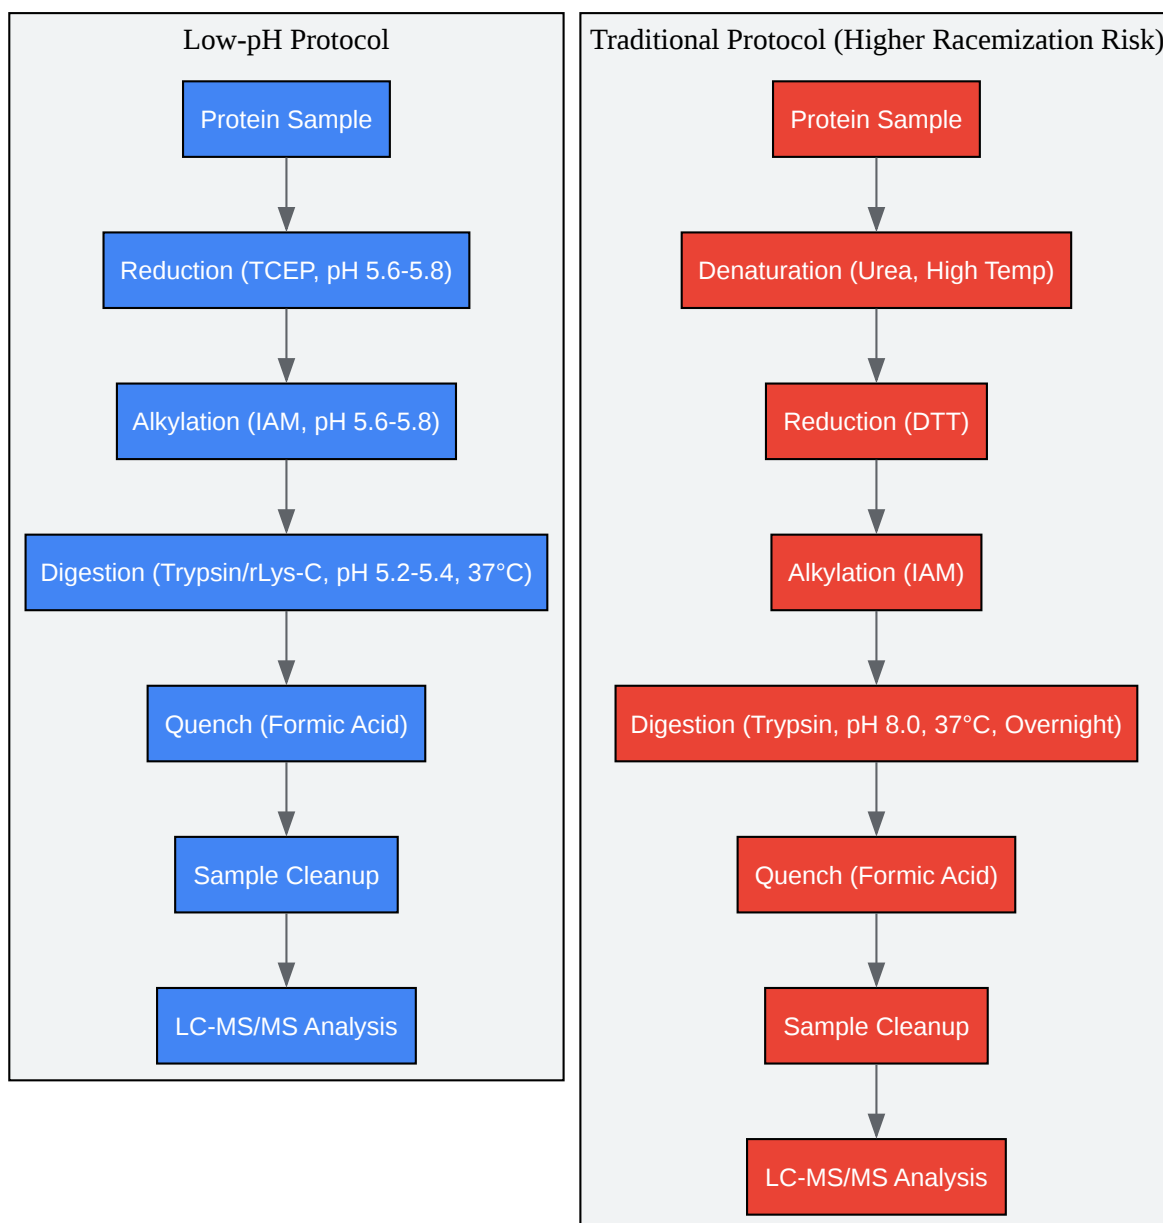 Low-pH Protocol
Protein Sample
Reduction (TCEP, pH 5.6-5.8)
Alkylation (IAM, pH 5.6-5.8)
Digestion (Trypsin/rLys-C, pH 5.2-5.4, 37°C)
Quench (Formic Acid)
Sample Cleanup
LC-MS/MS Analysis
Traditional Protocol (Higher Racemization Risk)
Protein Sample
Denaturation (Urea, High Temp)
Reduction (DTT)
Alkylation (IAM)
Digestion (Trypsin, pH 8.0, 37°C, Overnight)
Quench (Formic Acid)
Sample Cleanup
LC-MS/MS Analysis